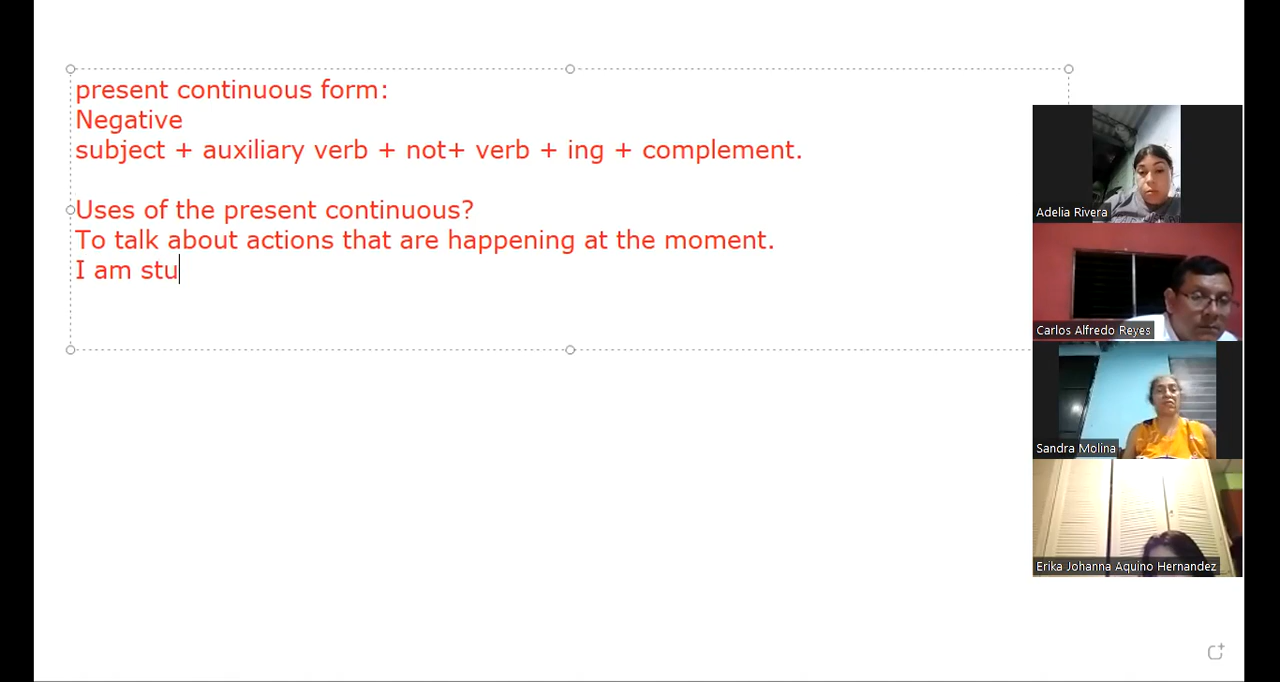 present continuous form:
Negative
subject + auxiliary verb + not+ verb + ing + complement.
Uses of the present continuous?
To talk about actions that are happening at the moment.
I am stu
Adelia Rivera
Carlos Alfredo Reyes
Sandra Molina
Erika Johanna Aquino Hernandez